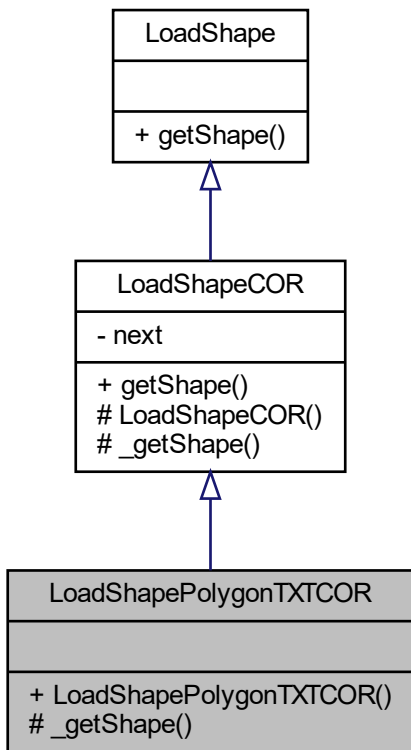 LoadShape
+ getShape()
LoadShapeCOR
- next
+ getShape()
# LoadShapeCOR()
# _getShape()
LoadShapePolygonTXTCOR
+ LoadShapePolygonTXTCOR()
# _getShape()